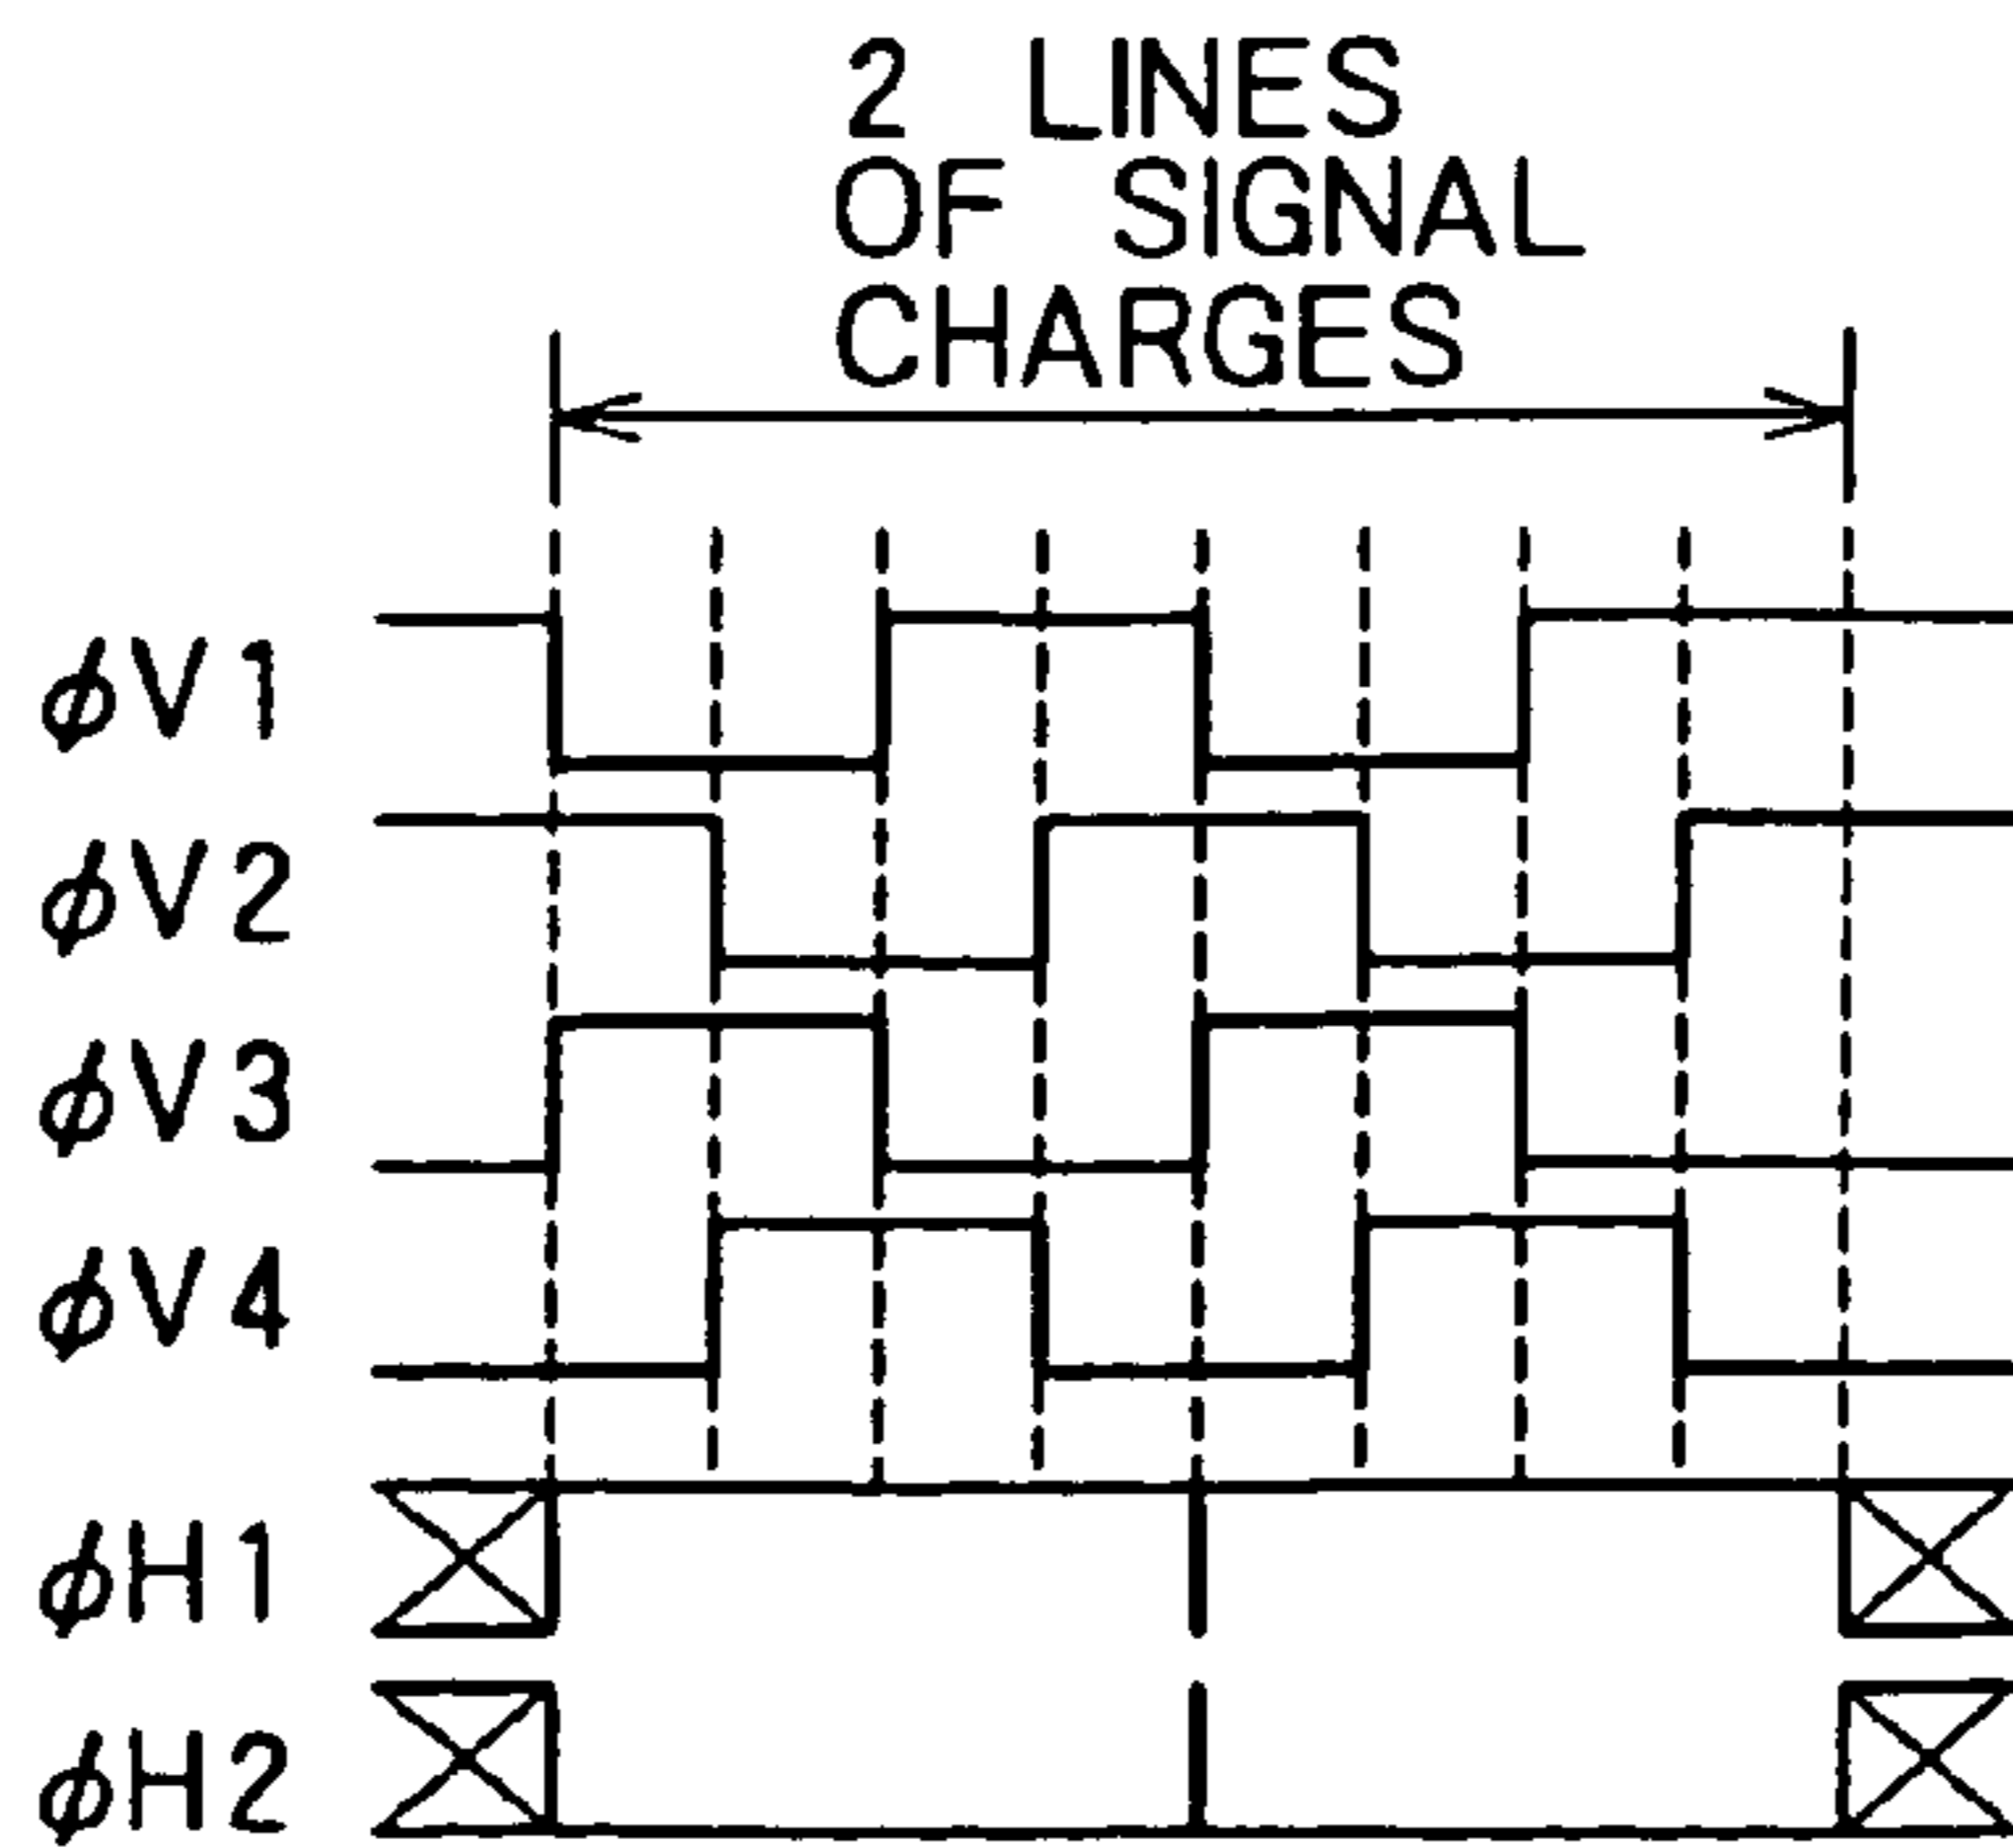 2 LINES
OF SIGNAL
CHARGES
φV1
φV2
φV3
φV4
φH1
φH2